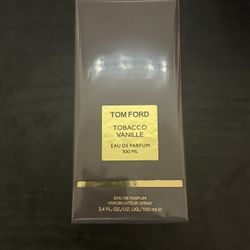 TOM FORD
TOBACCO
VANILLE
EAU DE PARFUM
100 ML
EAU DE PARFUM
VAPORISATEUR SPRAY
3.4 FL.OZ./OZ. LIQ./100 ml ℮